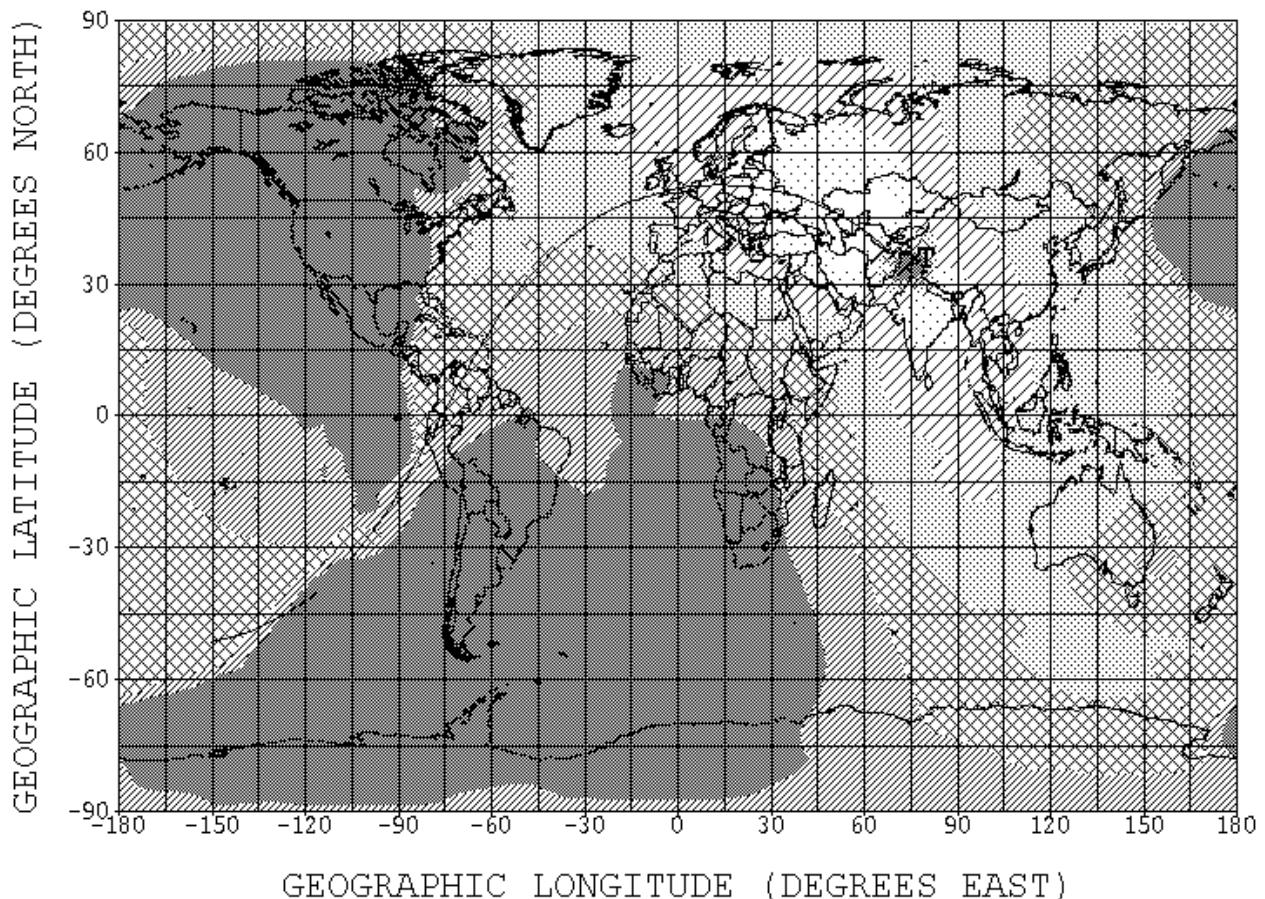 GEOGRAPHIC LATITUDE (DEGREES NORTH)
90
60
30
0
-30
-60
-90
T
-180 -150 -120 -90 -60 -30 0 30 60 90 120 150 180
GEOGRAPHIC LONGITUDE (DEGREES EAST)